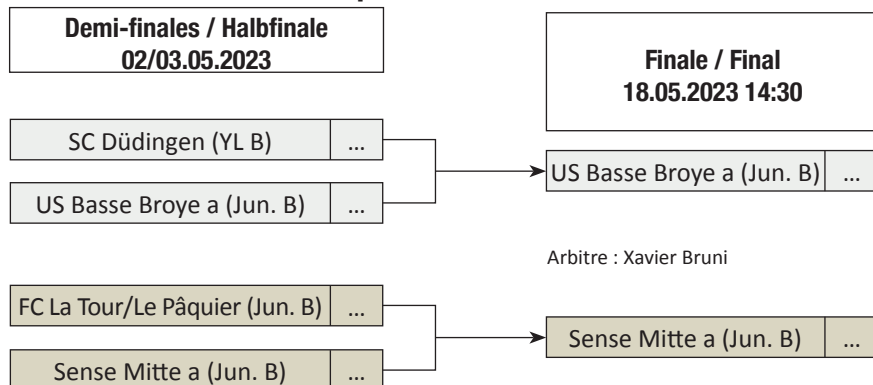 Demi-finales / Halbfinale
02/03.05.2023
Finale / Final
18.05.2023 14:30
SC Düdingen (YL B) ...
US Basse Broye a (Jun. B) ...
US Basse Broye a (Jun. B) ...
Arbitre : Xavier Bruni
FC La Tour/Le Pâquier (Jun. B) ...
Sense Mitte a (Jun. B) ...
Sense Mitte a (Jun. B) ...